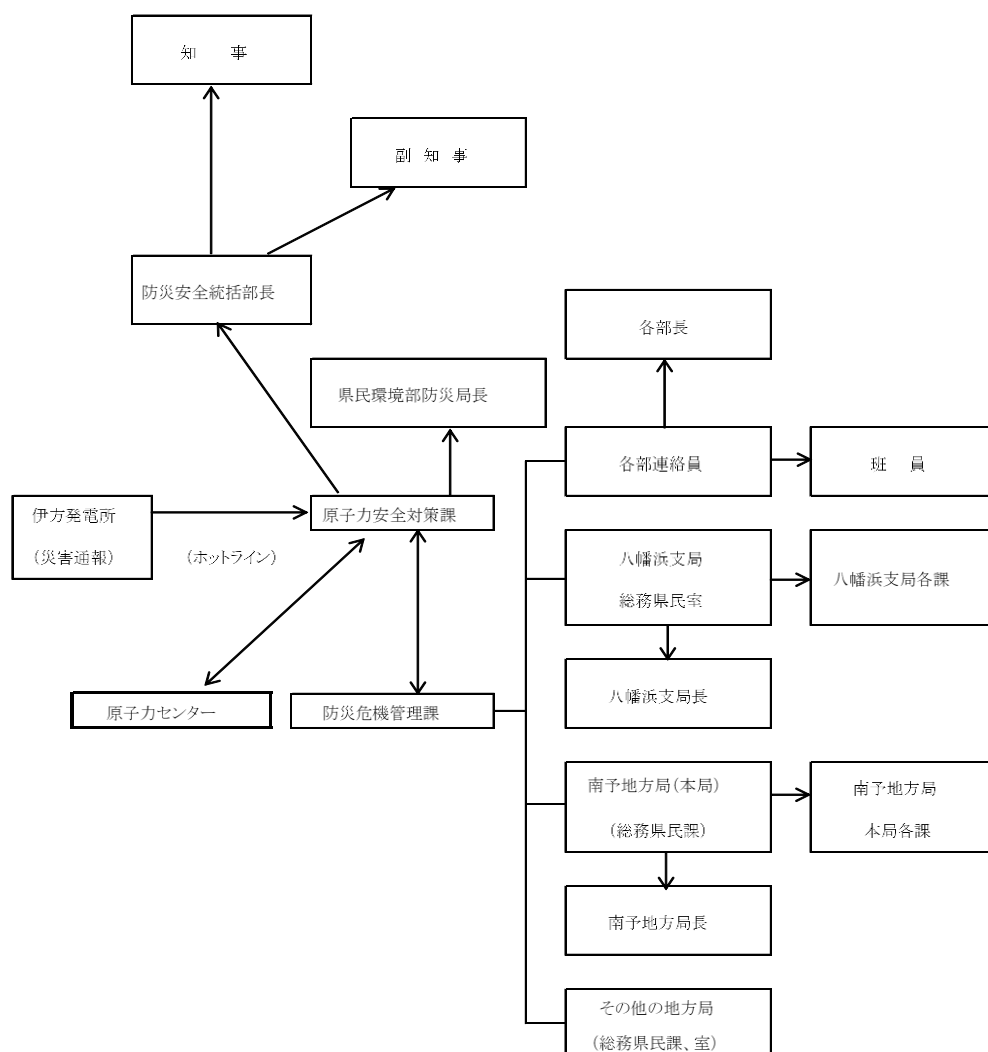 知　事
副 知 事
防災安全統括部長
各部長
県民環境部防災局長
各部連絡員
班　員
伊方発電所
(災害通報)
(ホットライン)
原子力安全対策課
八幡浜支局
総務県民室
八幡浜支局各課
八幡浜支局長
原子力センター
防災危機管理課
南予地方局(本局)
(総務県民課)
南予地方局
本局各課
南予地方局長
その他の地方局
(総務県民課、室)